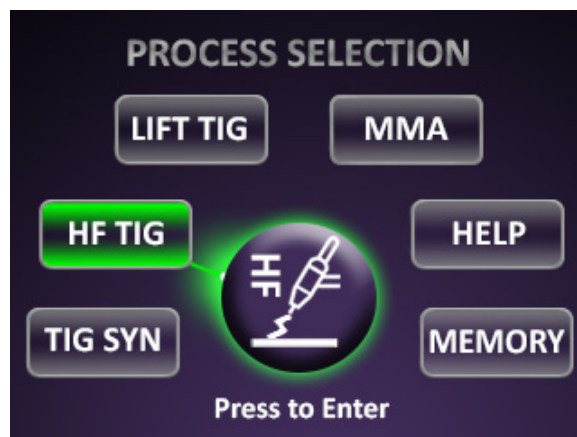 PROCESS SELECTION
LIFT TIG
MMA
HF TIG
HF
HELP
TIG SYN
MEMORY
Press to Enter